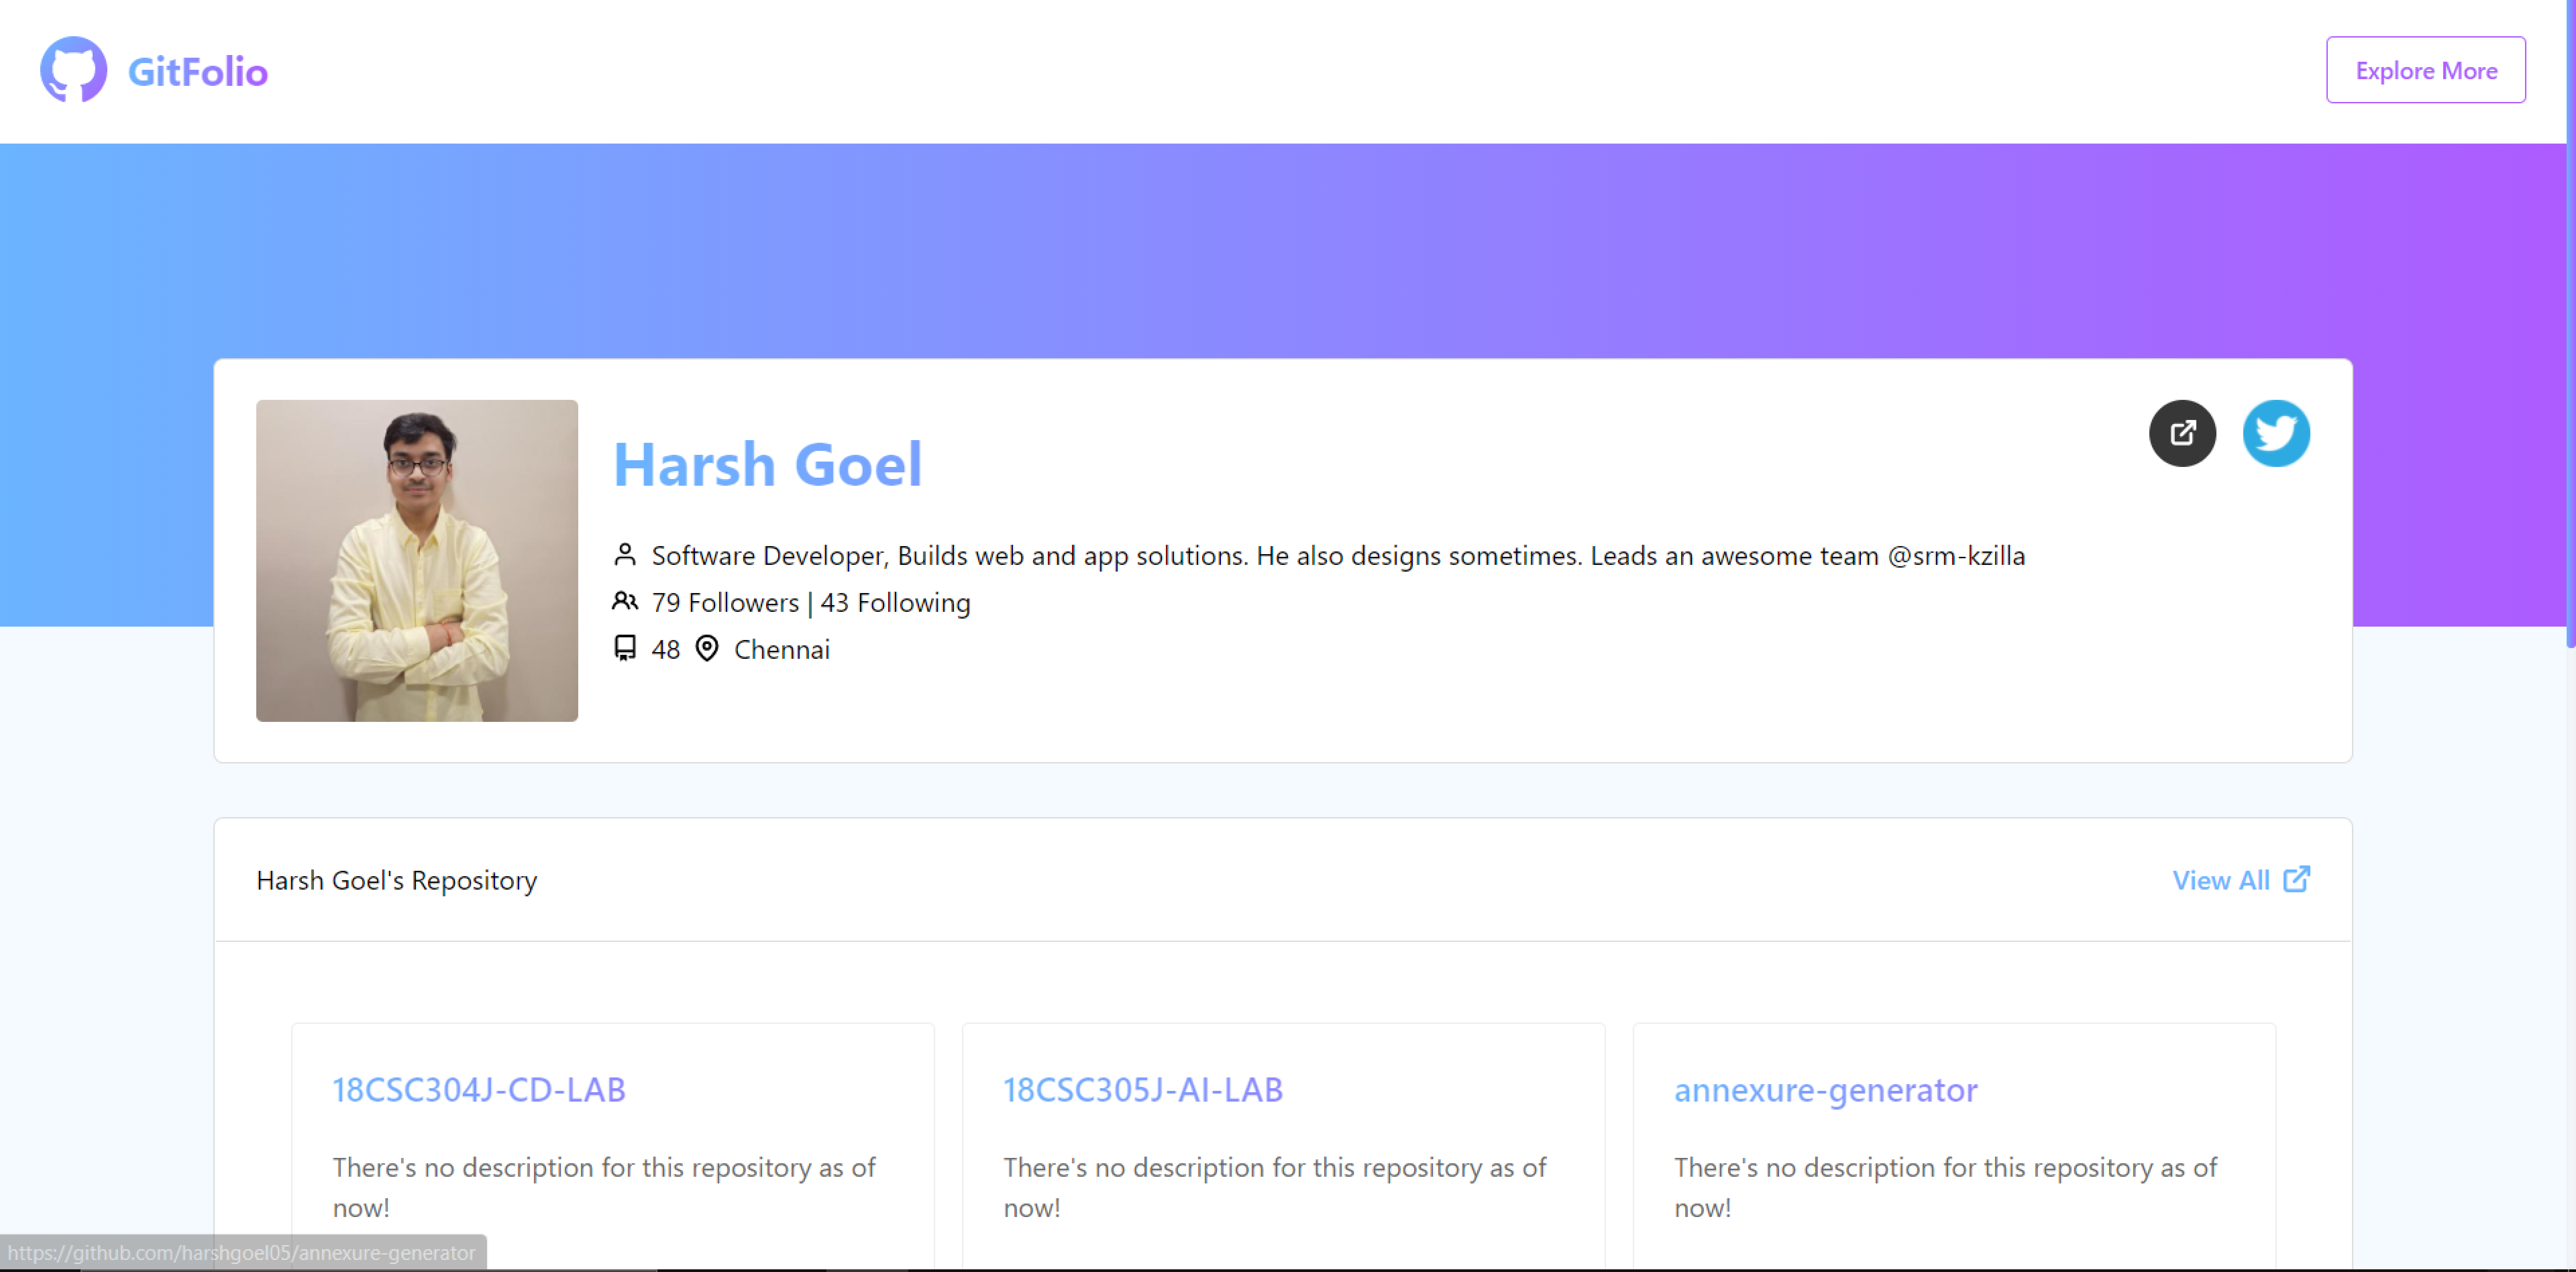 GitFolio
Explore More
Harsh Goel
Software Developer, Builds web and app solutions. He also designs sometimes. Leads an awesome team @srm-kzilla
79 Followers | 43 Following
48 Chennai
Harsh Goel's Repository
View All
18CSC304J-CD-LAB
There's no description for this repository as of
now!
18CSC305J-AI-LAB
There's no description for this repository as of
now!
annexure-generator
There's no description for this repository as of
now!
https://github.com/harshgoel05/annexure-generator